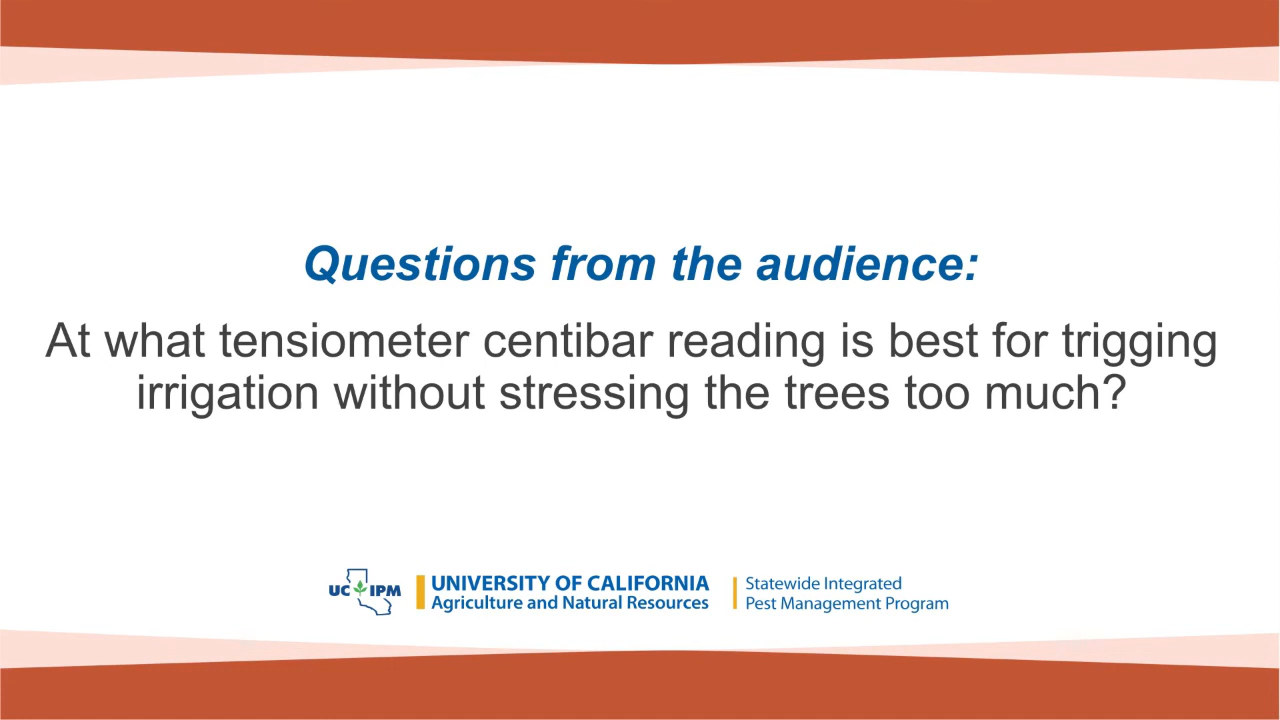 Questions from the audience:
At what tensiometer centibar reading is best for trigging
irrigation without stressing the trees too much?
UC IPM
UNIVERSITY OF CALIFORNIA
Agriculture and Natural Resources
Statewide Integrated
Pest Management Program